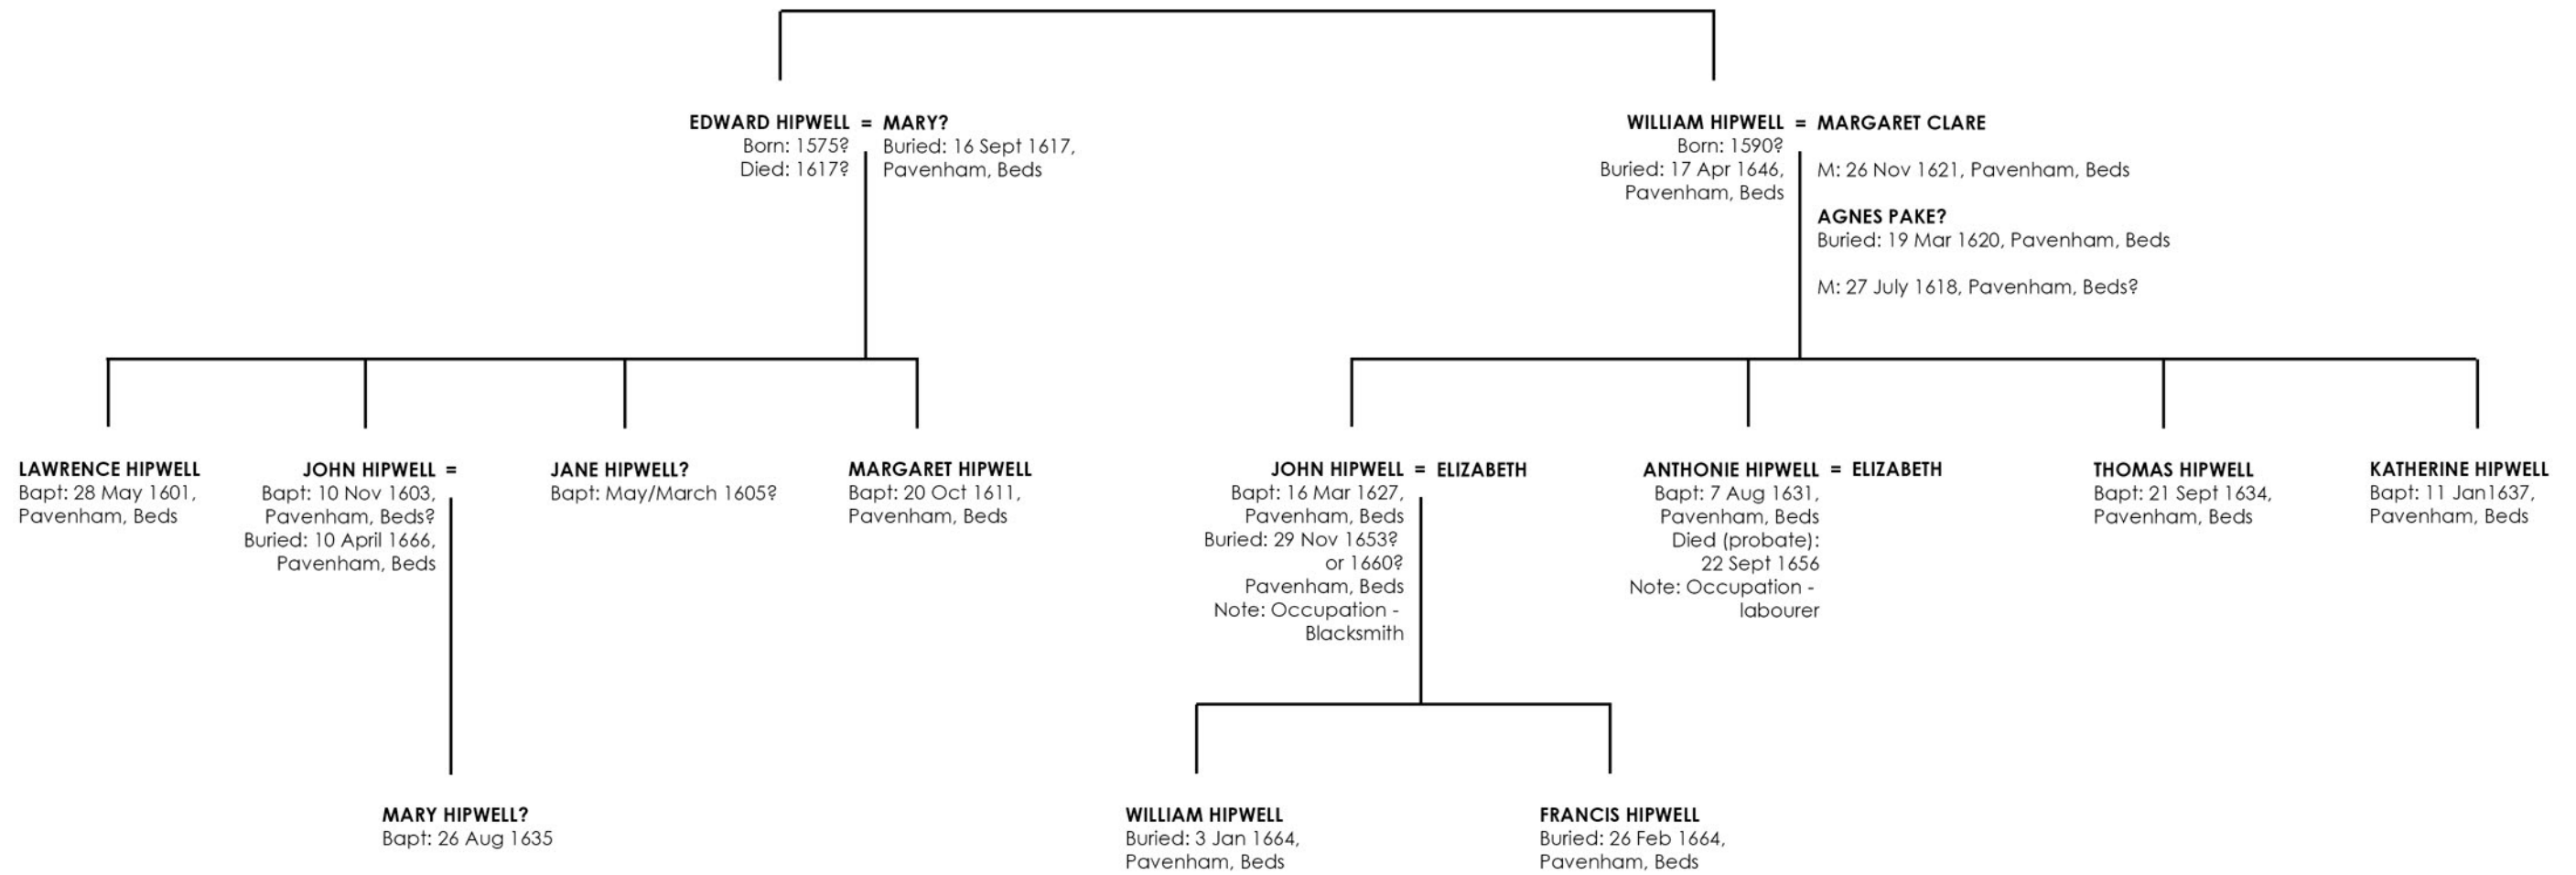 EDWARD HIPWELL = MARY?
Born: 1575?
Died: 1617?
Buried: 16 Sept 1617,
Pavenham, Beds
WILLIAM HIPWELL = MARGARET CLARE
Born: 1590?
Buried: 17 Apr 1646,
Pavenham, Beds
M: 26 Nov 1621, Pavenham, Beds
AGNES PAKE?
Buried: 19 Mar 1620, Pavenham, Beds
M: 27 July 1618, Pavenham, Beds?
LAWRENCE HIPWELL
Bapt: 28 May 1601,
Pavenham, Beds
JOHN HIPWELL =
Bapt: 10 Nov 1603,
Pavenham, Beds?
Buried: 10 April 1666,
Pavenham, Beds
JANE HIPWELL?
Bapt: May/March 1605?
MARGARET HIPWELL
Bapt: 20 Oct 1611,
Pavenham, Beds
JOHN HIPWELL = ELIZABETH
Bapt: 16 Mar 1627,
Pavenham, Beds
Buried: 29 Nov 1653?
or 1660?
Pavenham, Beds
Note: Occupation -
Blacksmith
ANTHONIE HIPWELL = ELIZABETH
Bapt: 7 Aug 1631,
Pavenham, Beds
Died (probate):
22 Sept 1656
Note: Occupation -
labourer
THOMAS HIPWELL
Bapt: 21 Sept 1634,
Pavenham, Beds
KATHERINE HIPWELL
Bapt: 11 Jan1637,
Pavenham, Beds
MARY HIPWELL?
Bapt: 26 Aug 1635
WILLIAM HIPWELL
Buried: 3 Jan 1664,
Pavenham, Beds
FRANCIS HIPWELL
Buried: 26 Feb 1664,
Pavenham, Beds